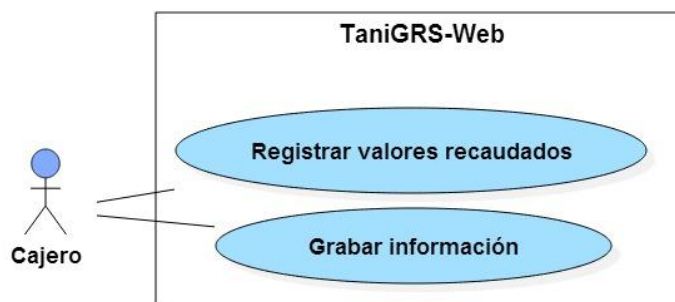 TaniGRS-Web
Registrar valores recaudados
Cajero
Grabar información